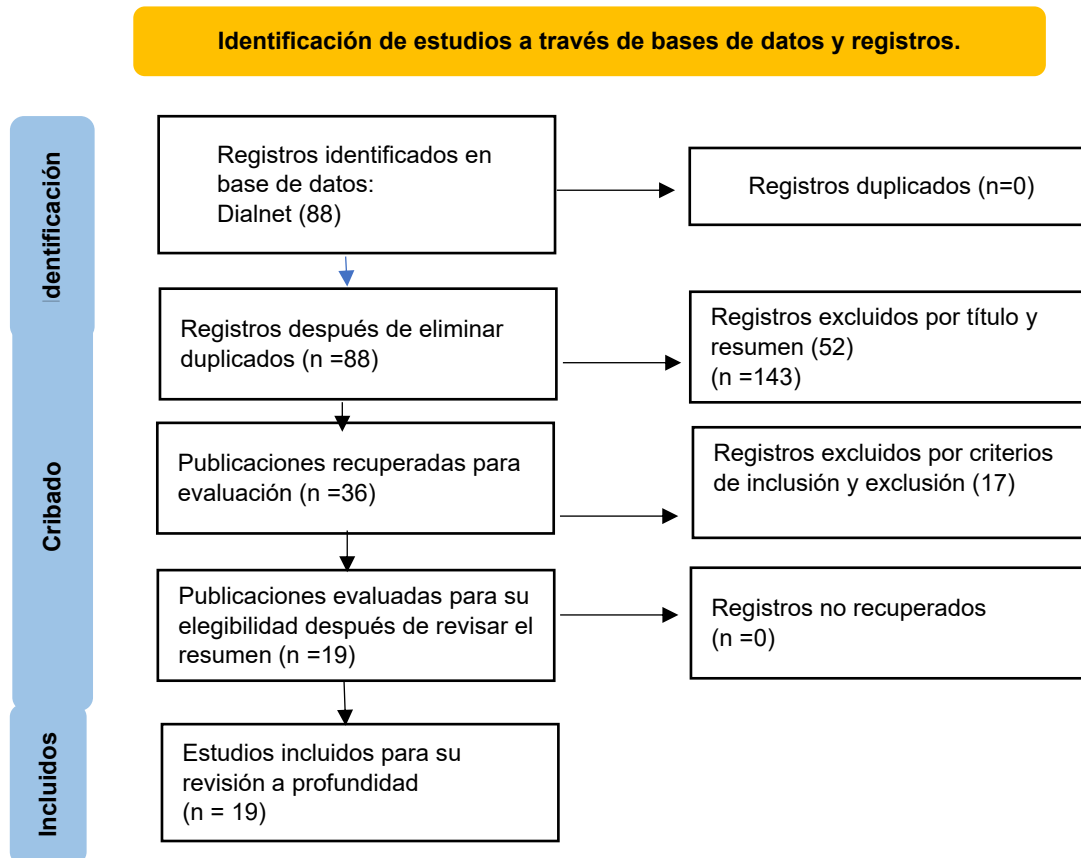 Identificación de estudios a través de bases de datos y registros.
Identificación
Registros identificados en
base de datos:
Dialnet (88)
Registros duplicados (n=0)
Registros después de eliminar
duplicados (n =88)
Registros excluidos por título y
resumen (52)
(n =143)
Cribado
Publicaciones recuperadas para
evaluación (n =36)
Registros excluidos por criterios
de inclusión y exclusión (17)
Publicaciones evaluadas para su
elegibilidad después de revisar el
resumen (n =19)
Registros no recuperados
(n =0)
Incluidos
Estudios incluidos para su
revisión a profundidad
(n = 19)